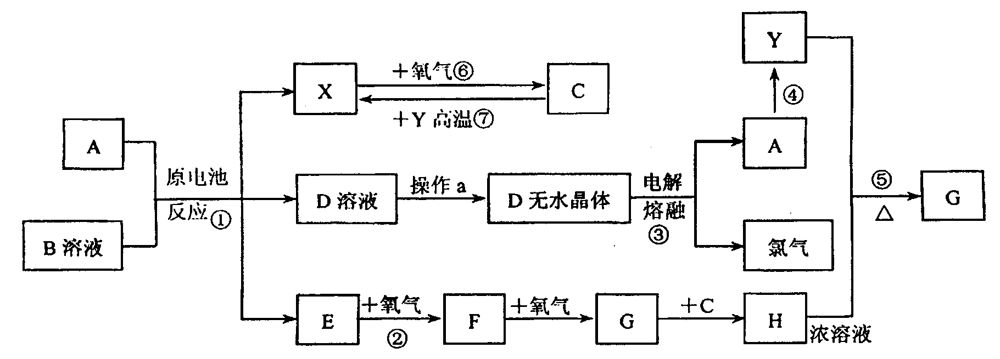 Y
＋氧气⑥
X
C
④
＋Y 高温⑦
A
A
原电池
反应①
D 溶液
操作 a
D 无水晶体
电解
熔融
③
⑤
△
G
B 溶液
氯气
E
＋氧气
②
F
＋氧气
G
＋C
H
浓溶液